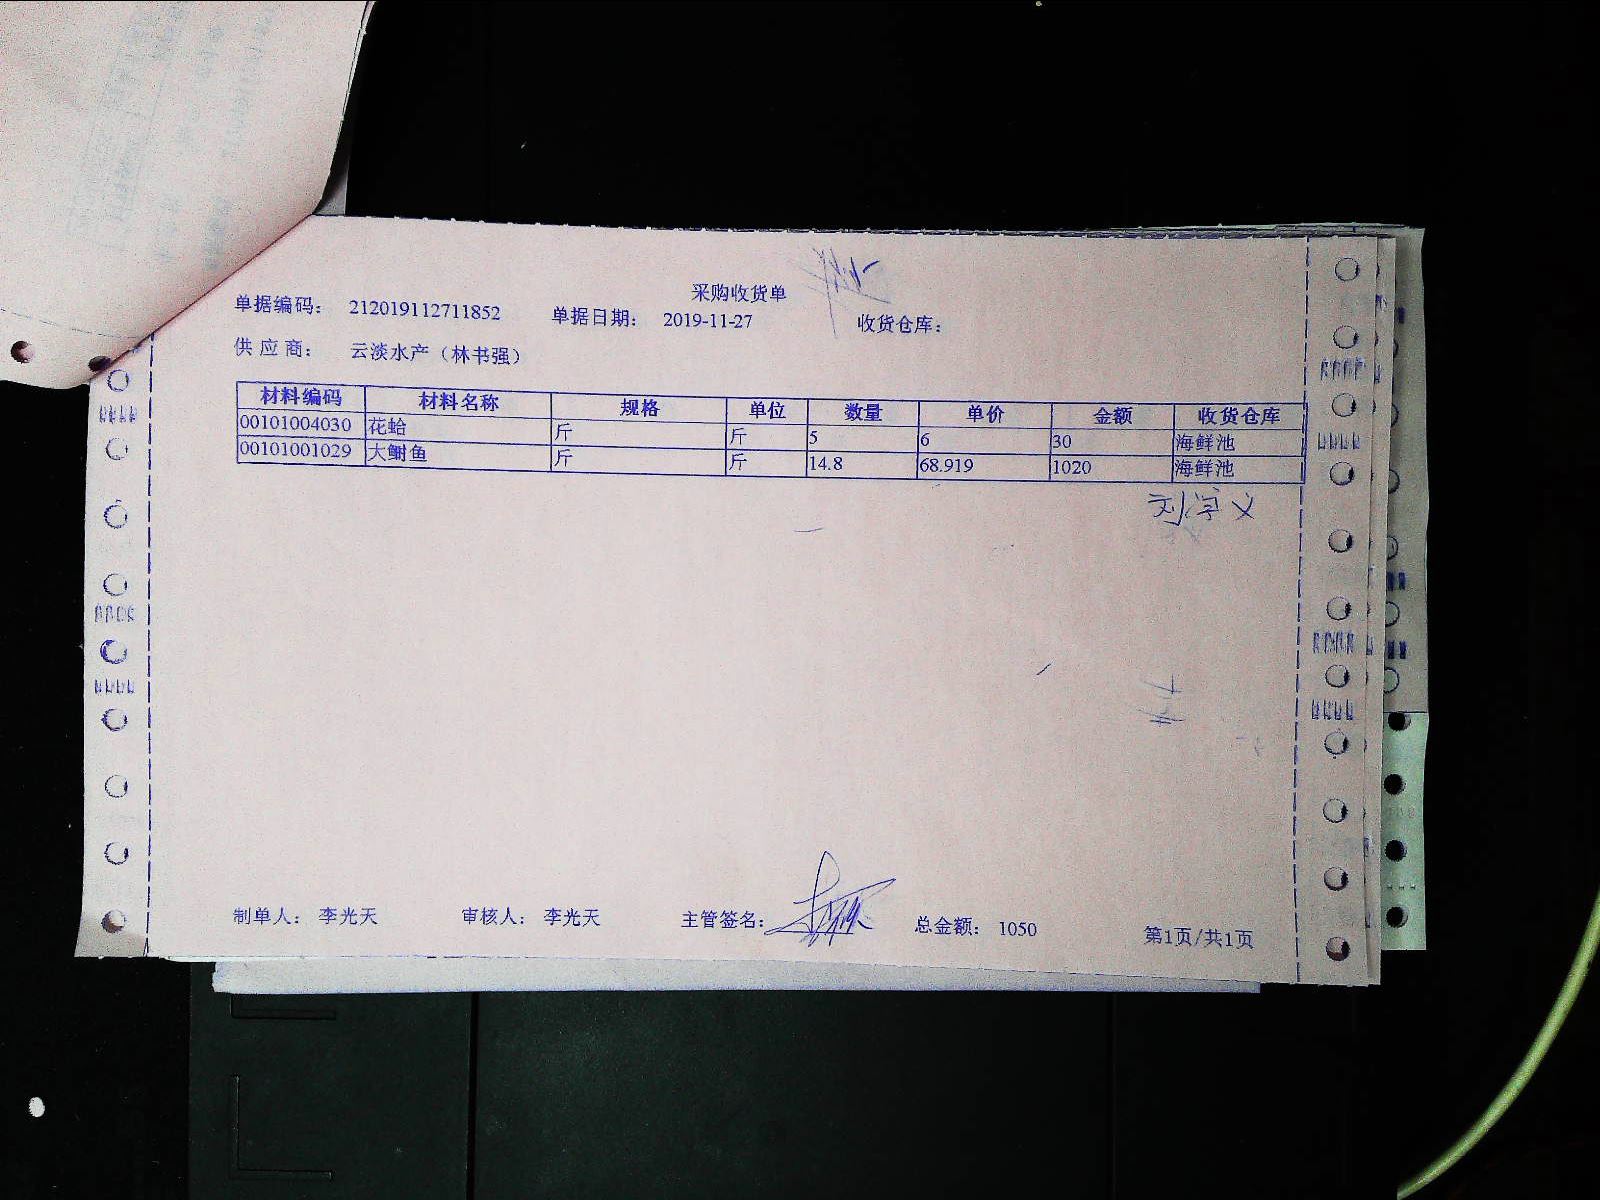 采购收货单
单据编码： 212019112711852 单据日期： 2019-11-27 收货仓库：
供 应 商： 云淡水产（林书强）
材料编码 材料名称 规格 单位 数量 单价 金额 收货仓库
00101004030 花蛤 斤 斤 5 6 30 海鲜池
00101001029 大鲥鱼 斤 斤 14.8 68.919 1020 海鲜池
制单人： 李光天 审核人： 李光天 主管签名： 总金额： 1050 第1页/共1页